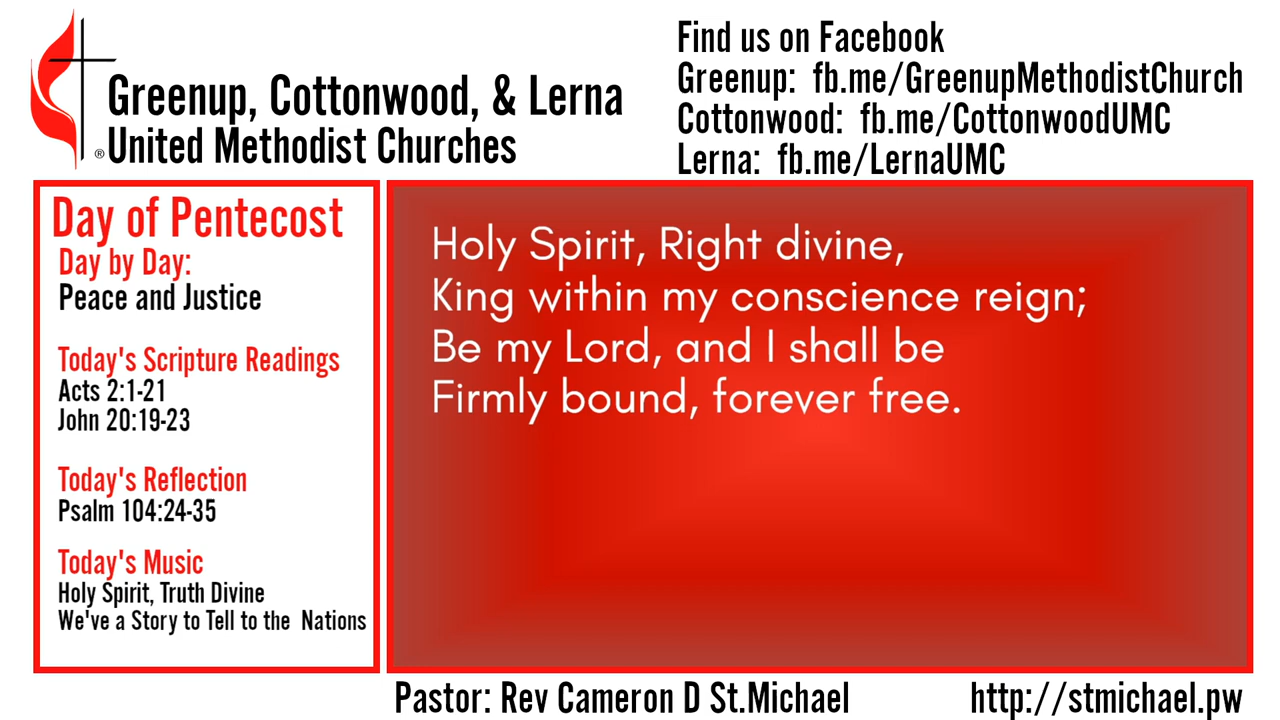 Greenup, Cottonwood, & Lerna
®United Methodist Churches
Find us on Facebook
Greenup: fb.me/GreenupMethodistChurch
Cottonwood: fb.me/CottonwoodUMC
Lerna: fb.me/LernaUMC
Day of Pentecost
Day by Day:
Peace and Justice
Today's Scripture Readings
Acts 2:1-21
John 20:19-23
Today's Reflection
Psalm 104:24-35
Today's Music
Holy Spirit, Truth Divine
We've a Story to Tell to the Nations
Holy Spirit, Right divine,
King within my conscience reign;
Be my Lord, and I shall be
Firmly bound, forever free.
Pastor: Rev Cameron D St.Michael
http://stmichael.pw